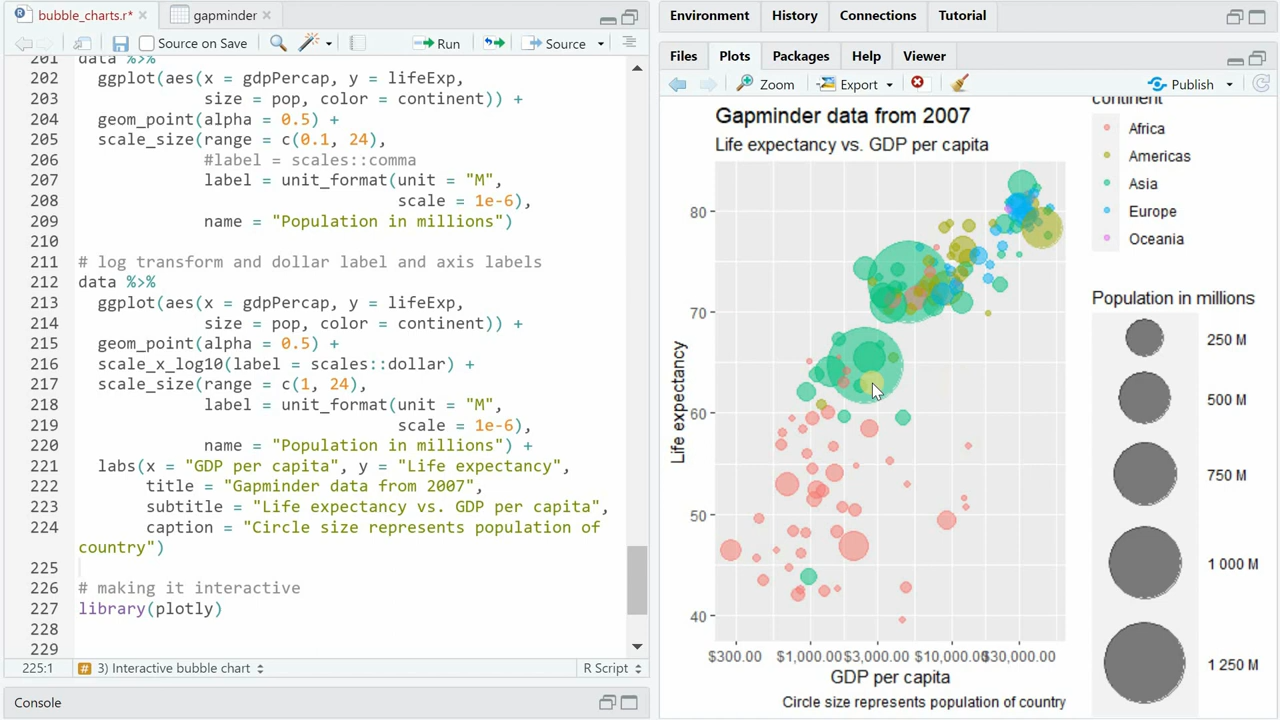 bubble_charts.r* ×
gapminder ×
Source on Save
Run
Source
201 data %>%
202 ggplot(aes(x = gdpPercap, y = lifeExp,
203 size = pop, color = continent)) +
204 geom_point(alpha = 0.5) +
205 scale_size(range = c(0.1, 24),
206 #label = scales::comma
207 label = unit_format(unit = "M",
208 scale = 1e-6),
209 name = "Population in millions")
210
211 # log transform and dollar label and axis labels
212 data %>%
213 ggplot(aes(x = gdpPercap, y = lifeExp,
214 size = pop, color = continent)) +
215 geom_point(alpha = 0.5) +
216 scale_x_log10(label = scales::dollar) +
217 scale_size(range = c(1, 24),
218 label = unit_format(unit = "M",
219 scale = 1e-6),
220 name = "Population in millions") +
221 labs(x = "GDP per capita", y = "Life expectancy",
222 title = "Gapminder data from 2007",
223 subtitle = "Life expectancy vs. GDP per capita",
224 caption = "Circle size represents population of
country")
225
226 # making it interactive
227 library(plotly)
228
229
225:1 # 3) Interactive bubble chart R Script
Console
Environment History Connections Tutorial
Files Plots Packages Help Viewer
Zoom Export Publish
Gapminder data from 2007
Life expectancy vs. GDP per capita
80
70
60
50
40
Life expectancy
$300.00 $1,000.00 $3,000.00 $10,000.00 $30,000.00
GDP per capita
Circle size represents population of country
continent
Africa
Americas
Asia
Europe
Oceania
Population in millions
250 M
500 M
750 M
1 000 M
1 250 M